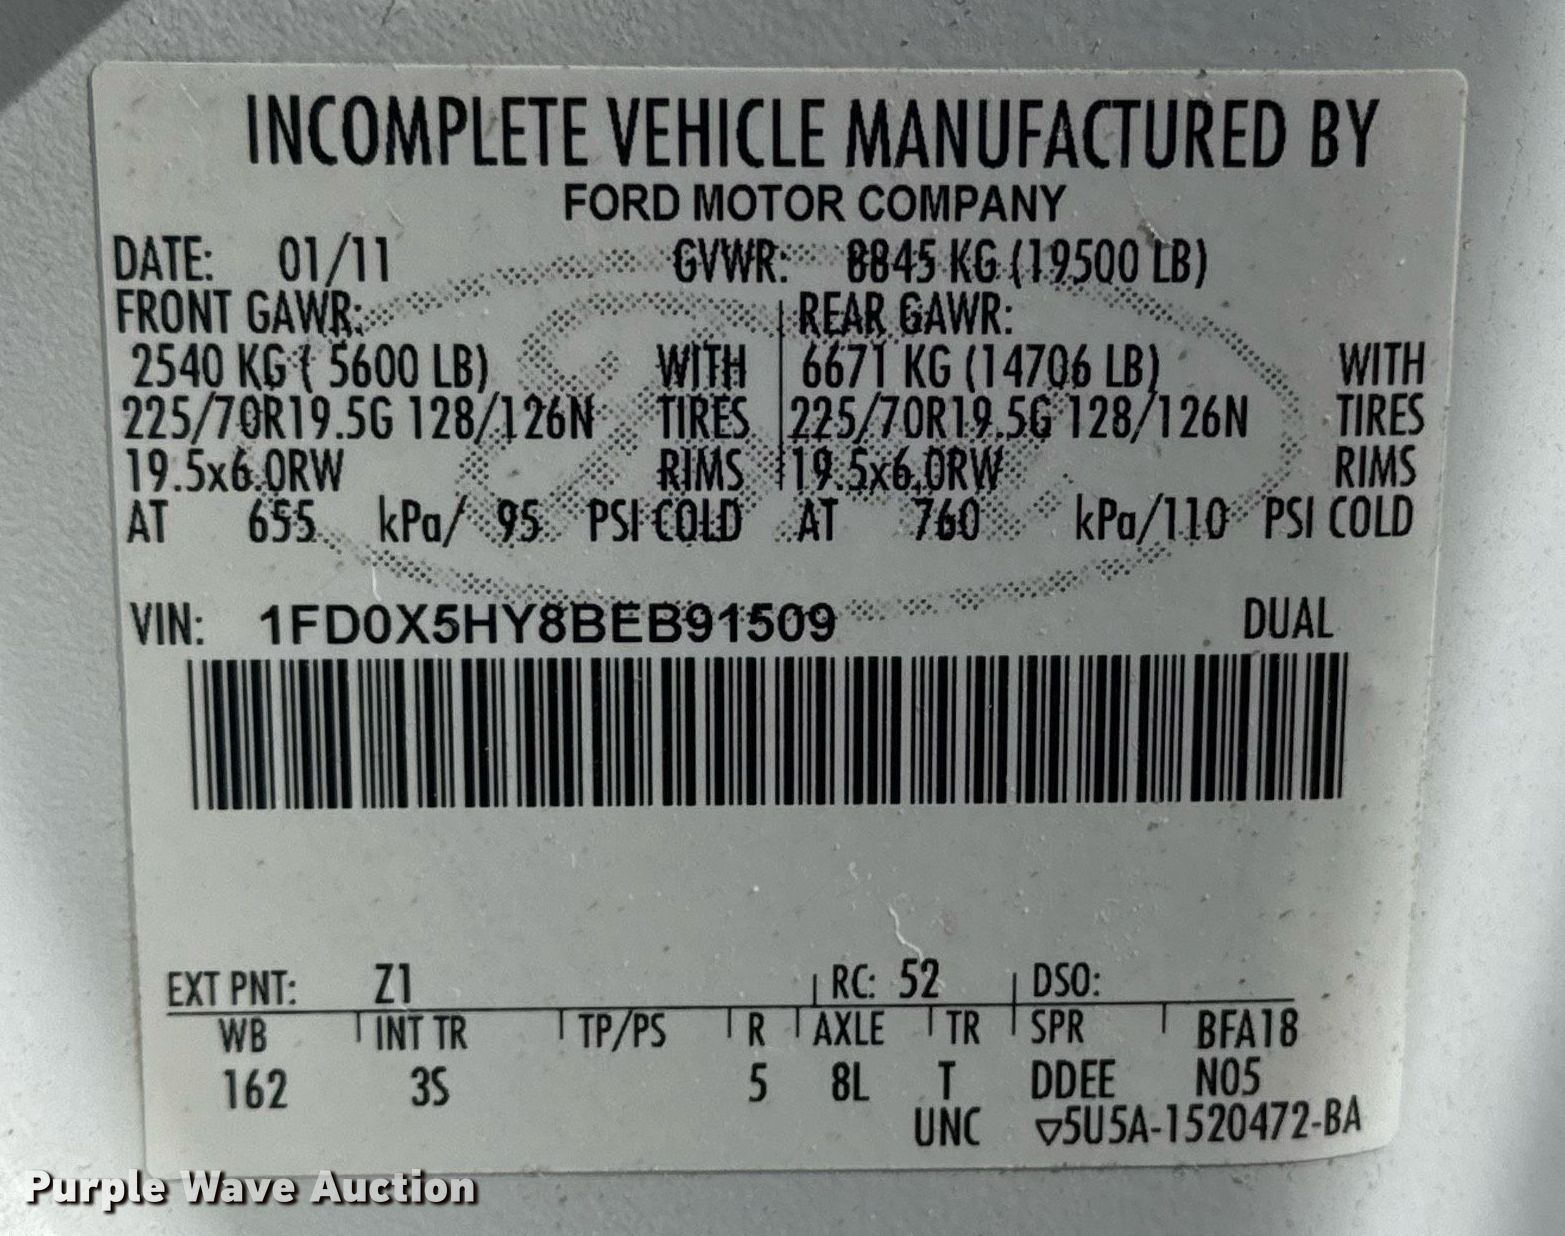 INCOMPLETE VEHICLE MANUFACTURED BY
FORD MOTOR COMPANY
DATE: 01/11 GVWR: 8845 KG (19500 LB)
FRONT GAWR: REAR GAWR:
2540 KG ( 5600 LB) WITH 6671 KG (14706 LB) WITH
225/70R19.5G 128/126N TIRES 225/70R19.5G 128/126N TIRES
19.5x6.0RW RIMS 19.5x6.0RW RIMS
AT 655 kPa/ 95 PSI COLD AT 760 kPa/110 PSI COLD
VIN: 1FD0X5HY8BEB91509 DUAL
EXT PNT: Z1 RC: 52 DSO:
WB INT TR TP/PS R AXLE TR SPR BFA18
162 3S 5 8L T DDEE N05
UNC ▽5U5A-1520472-BA
Purple Wave Auction